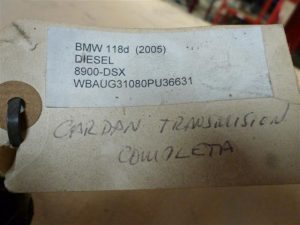 BMW 118d (2005)
DIESEL
8900-DSX
WBAUG31080PU36631
CARDAN TRANSMISION
COMPLETA